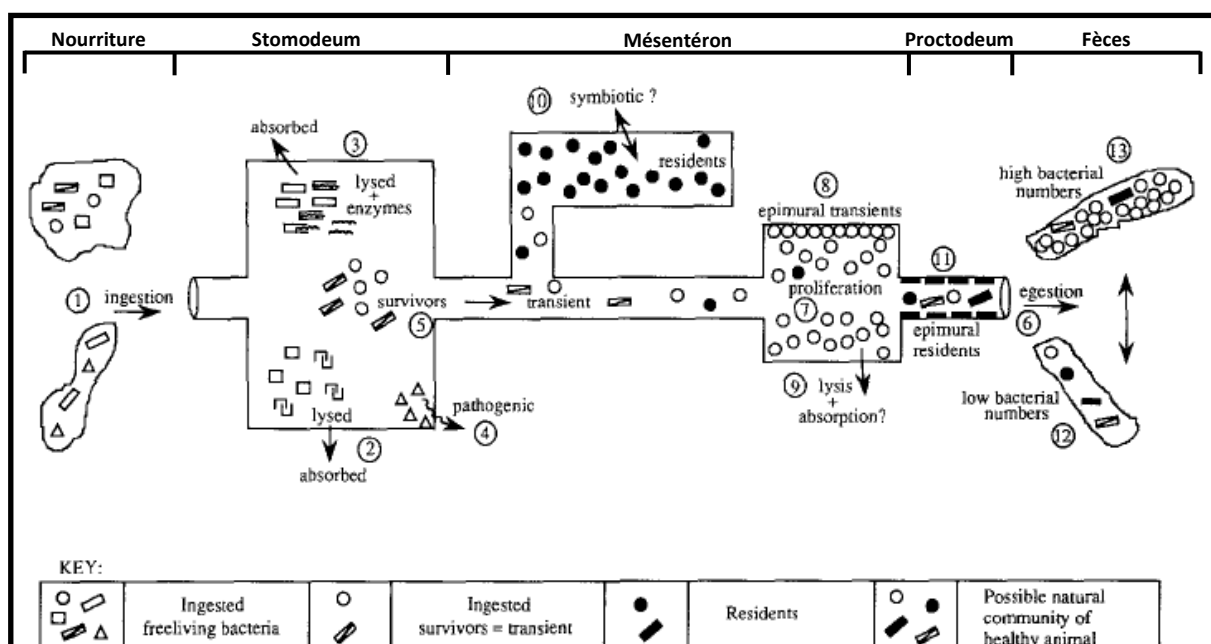 Nourriture
Stomodeum
Mésentéron
Proctodeum
Fèces
10
symbiotic ?
absorbed
3
13
high bacterial
numbers
lysed
+
enzymes
residents
8
epimural transients
11
1
ingestion
survivors
5
transient
proliferation
7
egestion
6
epimural
residents
9
lysis
+
absorption?
low bacterial
numbers
12
lysed
pathogenic
4
2
absorbed
KEY:
Ingested
freeliving bacteria
Ingested
survivors = transient
Residents
Possible natural
community of
healthy animal